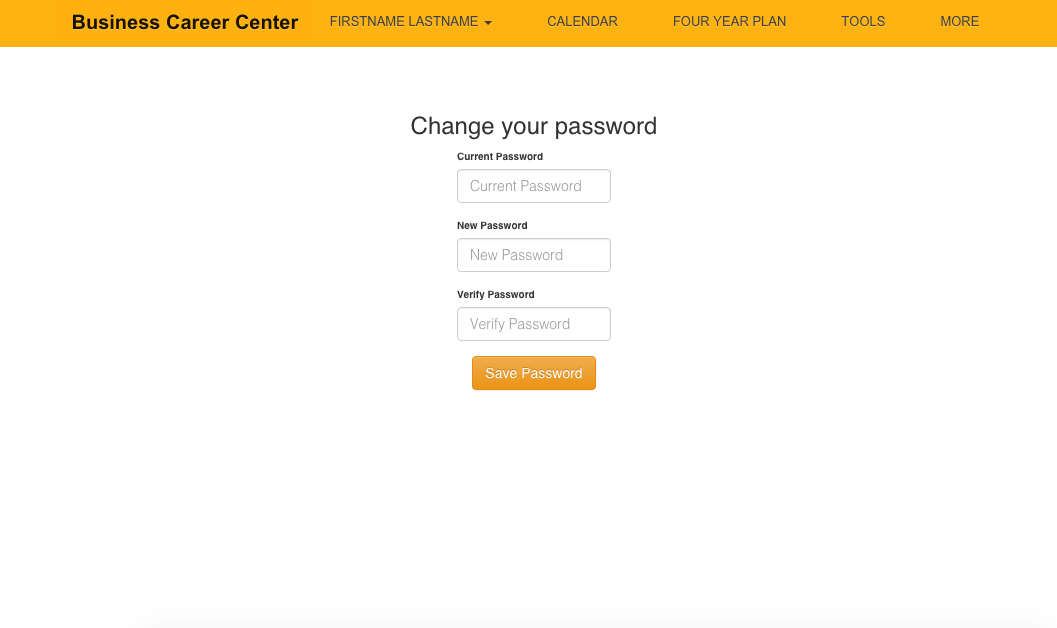 Business Career Center FIRSTNAME LASTNAME CALENDAR FOUR YEAR PLAN TOOLS MORE
Change your password
Current Password
Current Password
New Password
New Password
Verify Password
Verify Password
Save Password